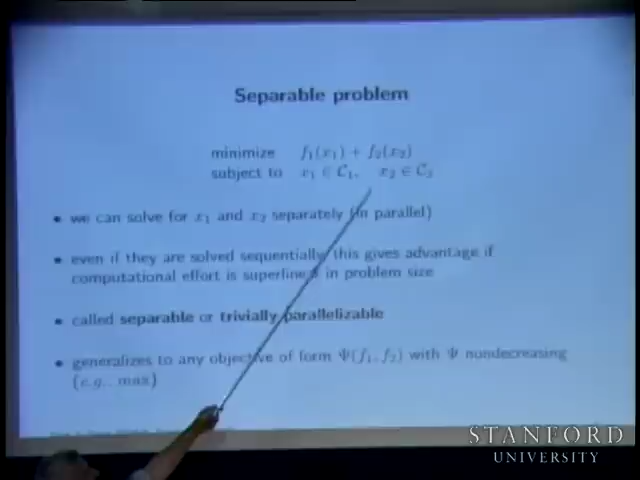 Separable problem
minimize f₁(x₁) + f₂(x₂)
subject to x₁ ∈ C₁, x₂ ∈ C₂
• we can solve for x₁ and x₂ separately (in parallel)
• even if they are solved sequentially, this gives advantage if
computational effort is superlinear in problem size
• called separable or trivially parallelizable
• generalizes to any objective of form Ψ(f₁, f₂) with Ψ nondecreasing
(e.g., max)
STANFORD
UNIVERSITY